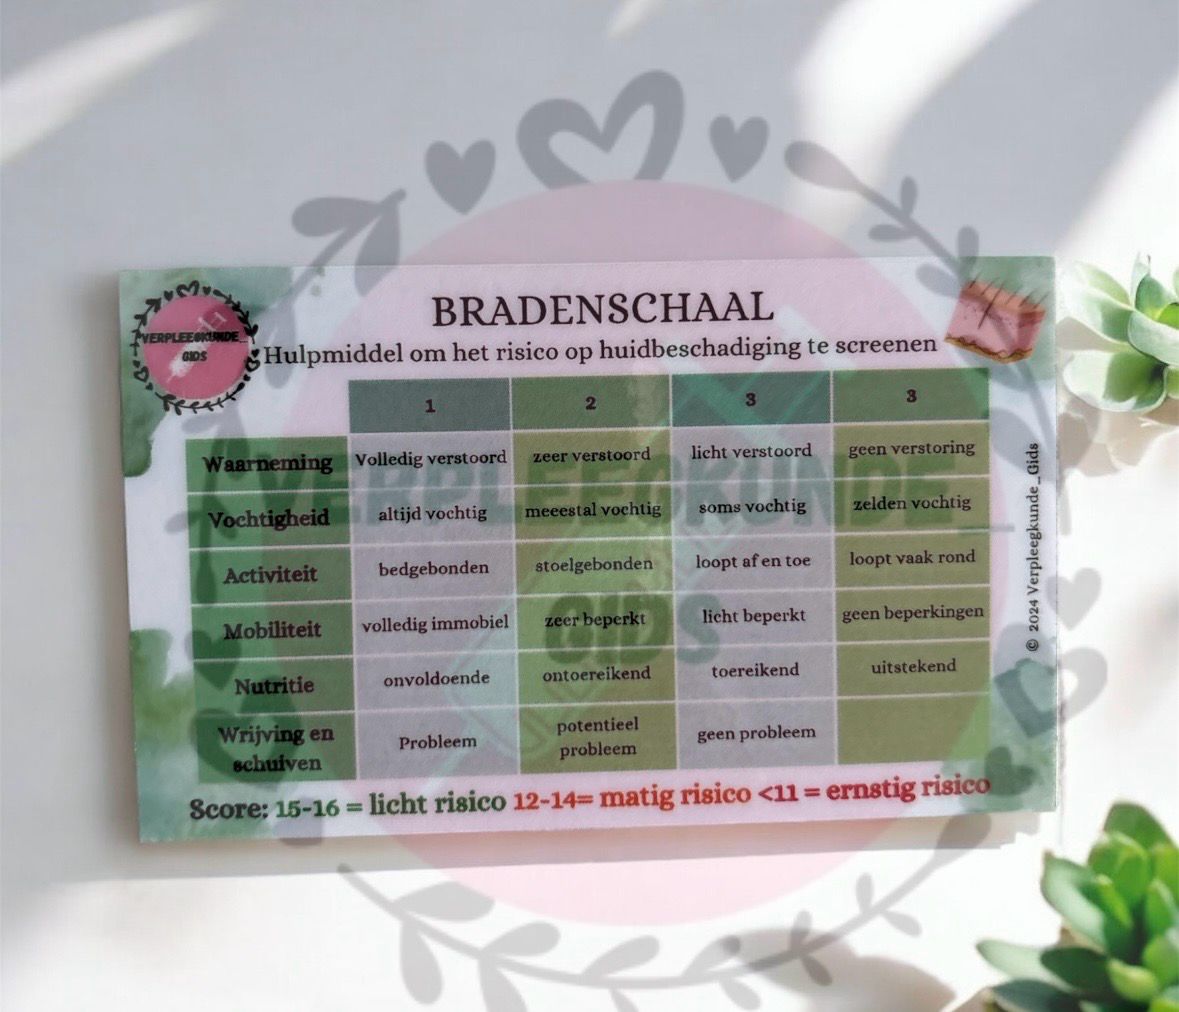 VERPLEEGKUNDE_
GIDS
BRADENSCHAAL
Hulpmiddel om het risico op huidbeschadiging te screenen
1 2 3 3
Waarneming Volledig verstoord zeer verstoord licht verstoord geen verstoring
Vochtigheid altijd vochtig meeestal vochtig soms vochtig zelden vochtig
Activiteit bedgebonden stoelgebonden loopt af en toe loopt vaak rond
Mobiliteit volledig immobiel zeer beperkt licht beperkt geen beperkingen
Nutritie onvoldoende ontoereikend toereikend uitstekend
Wrijving en
schuiven
Probleem
potentieel
probleem
geen probleem
Score: 15-16 = licht risico 12-14= matig risico <11 = ernstig risico
© 2024 Verpleegkunde_Gids
VERPLEEGKUNDE_
GIDS